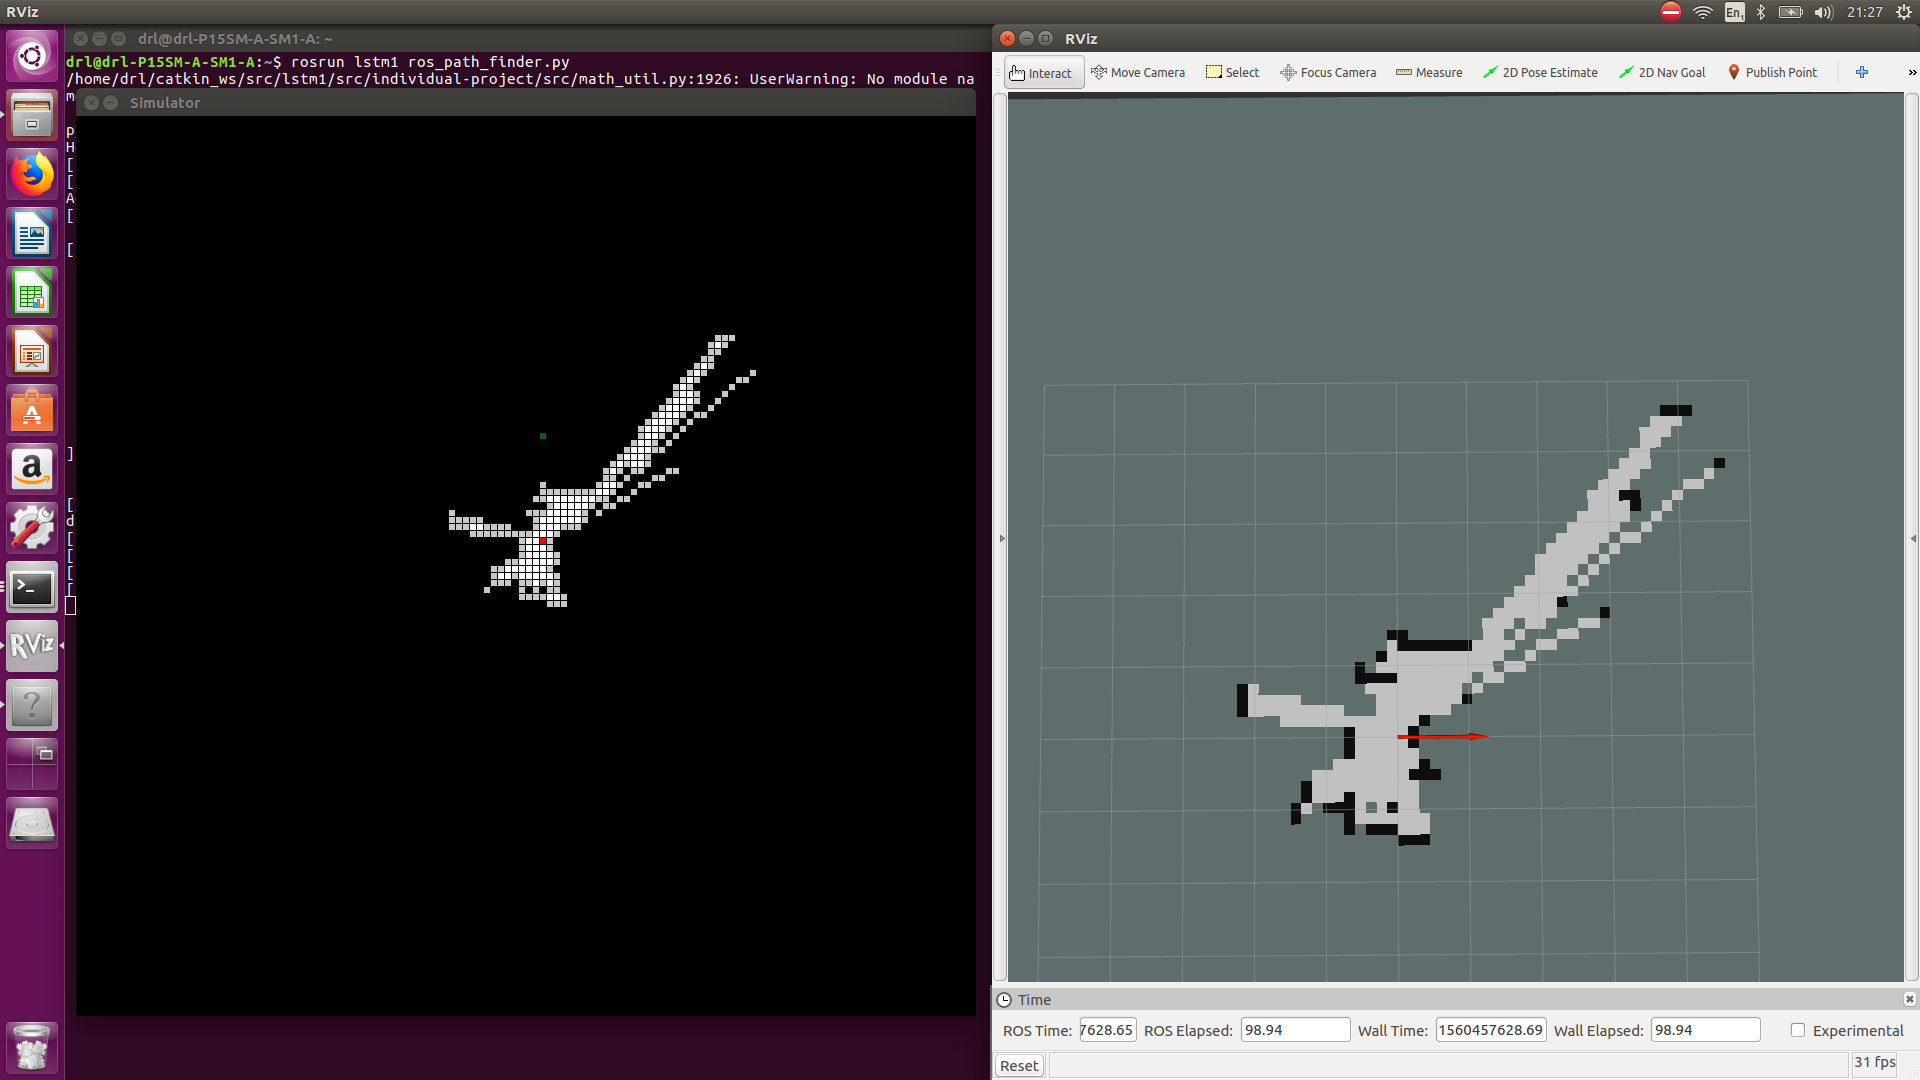 RViz
En1
21:27
drl@drl-P15SM-A-SM1-A: ~
drl@drl-P15SM-A-SM1-A:~$ rosrun lstm1 ros_path_finder.py
/home/drl/catkin_ws/src/lstm1/src/individual-project/src/math_util.py:1926: UserWarning: No module na
m
Simulator
p
H
[
[
A
[
[
]
[
d
[
[
[
[
RViz
RViz
Interact
Move Camera
Select
Focus Camera
Measure
2D Pose Estimate
2D Nav Goal
Publish Point
Time
ROS Time: 7628.65 ROS Elapsed: 98.94 Wall Time: 1560457628.69 Wall Elapsed: 98.94 Experimental
Reset
31 fps